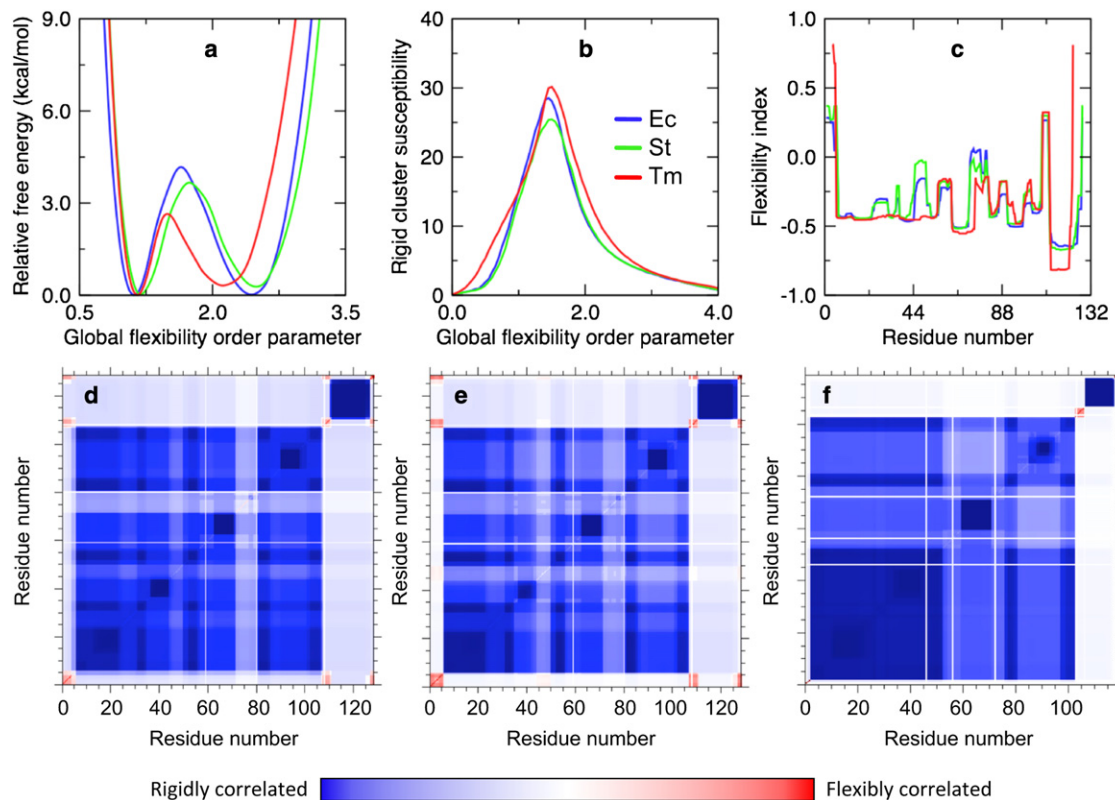 a
9.0
6.0
3.0
0.0
0.5
2.0
3.5
Relative free energy (kcal/mol)
Global flexibility order parameter
b
40
30
20
10
0
0.0
2.0
4.0
Rigid cluster susceptibility
Global flexibility order parameter
Ec
St
Tm
c
1.0
0.5
0.0
-0.5
-1.0
0
44
88
132
Flexibility index
Residue number
d
Residue number
0 20 40 60 80 100 120
Residue number
e
Residue number
0 20 40 60 80 100 120
Residue number
f
Residue number
0 20 40 60 80 100
Residue number
Rigidly correlated
Flexibly correlated